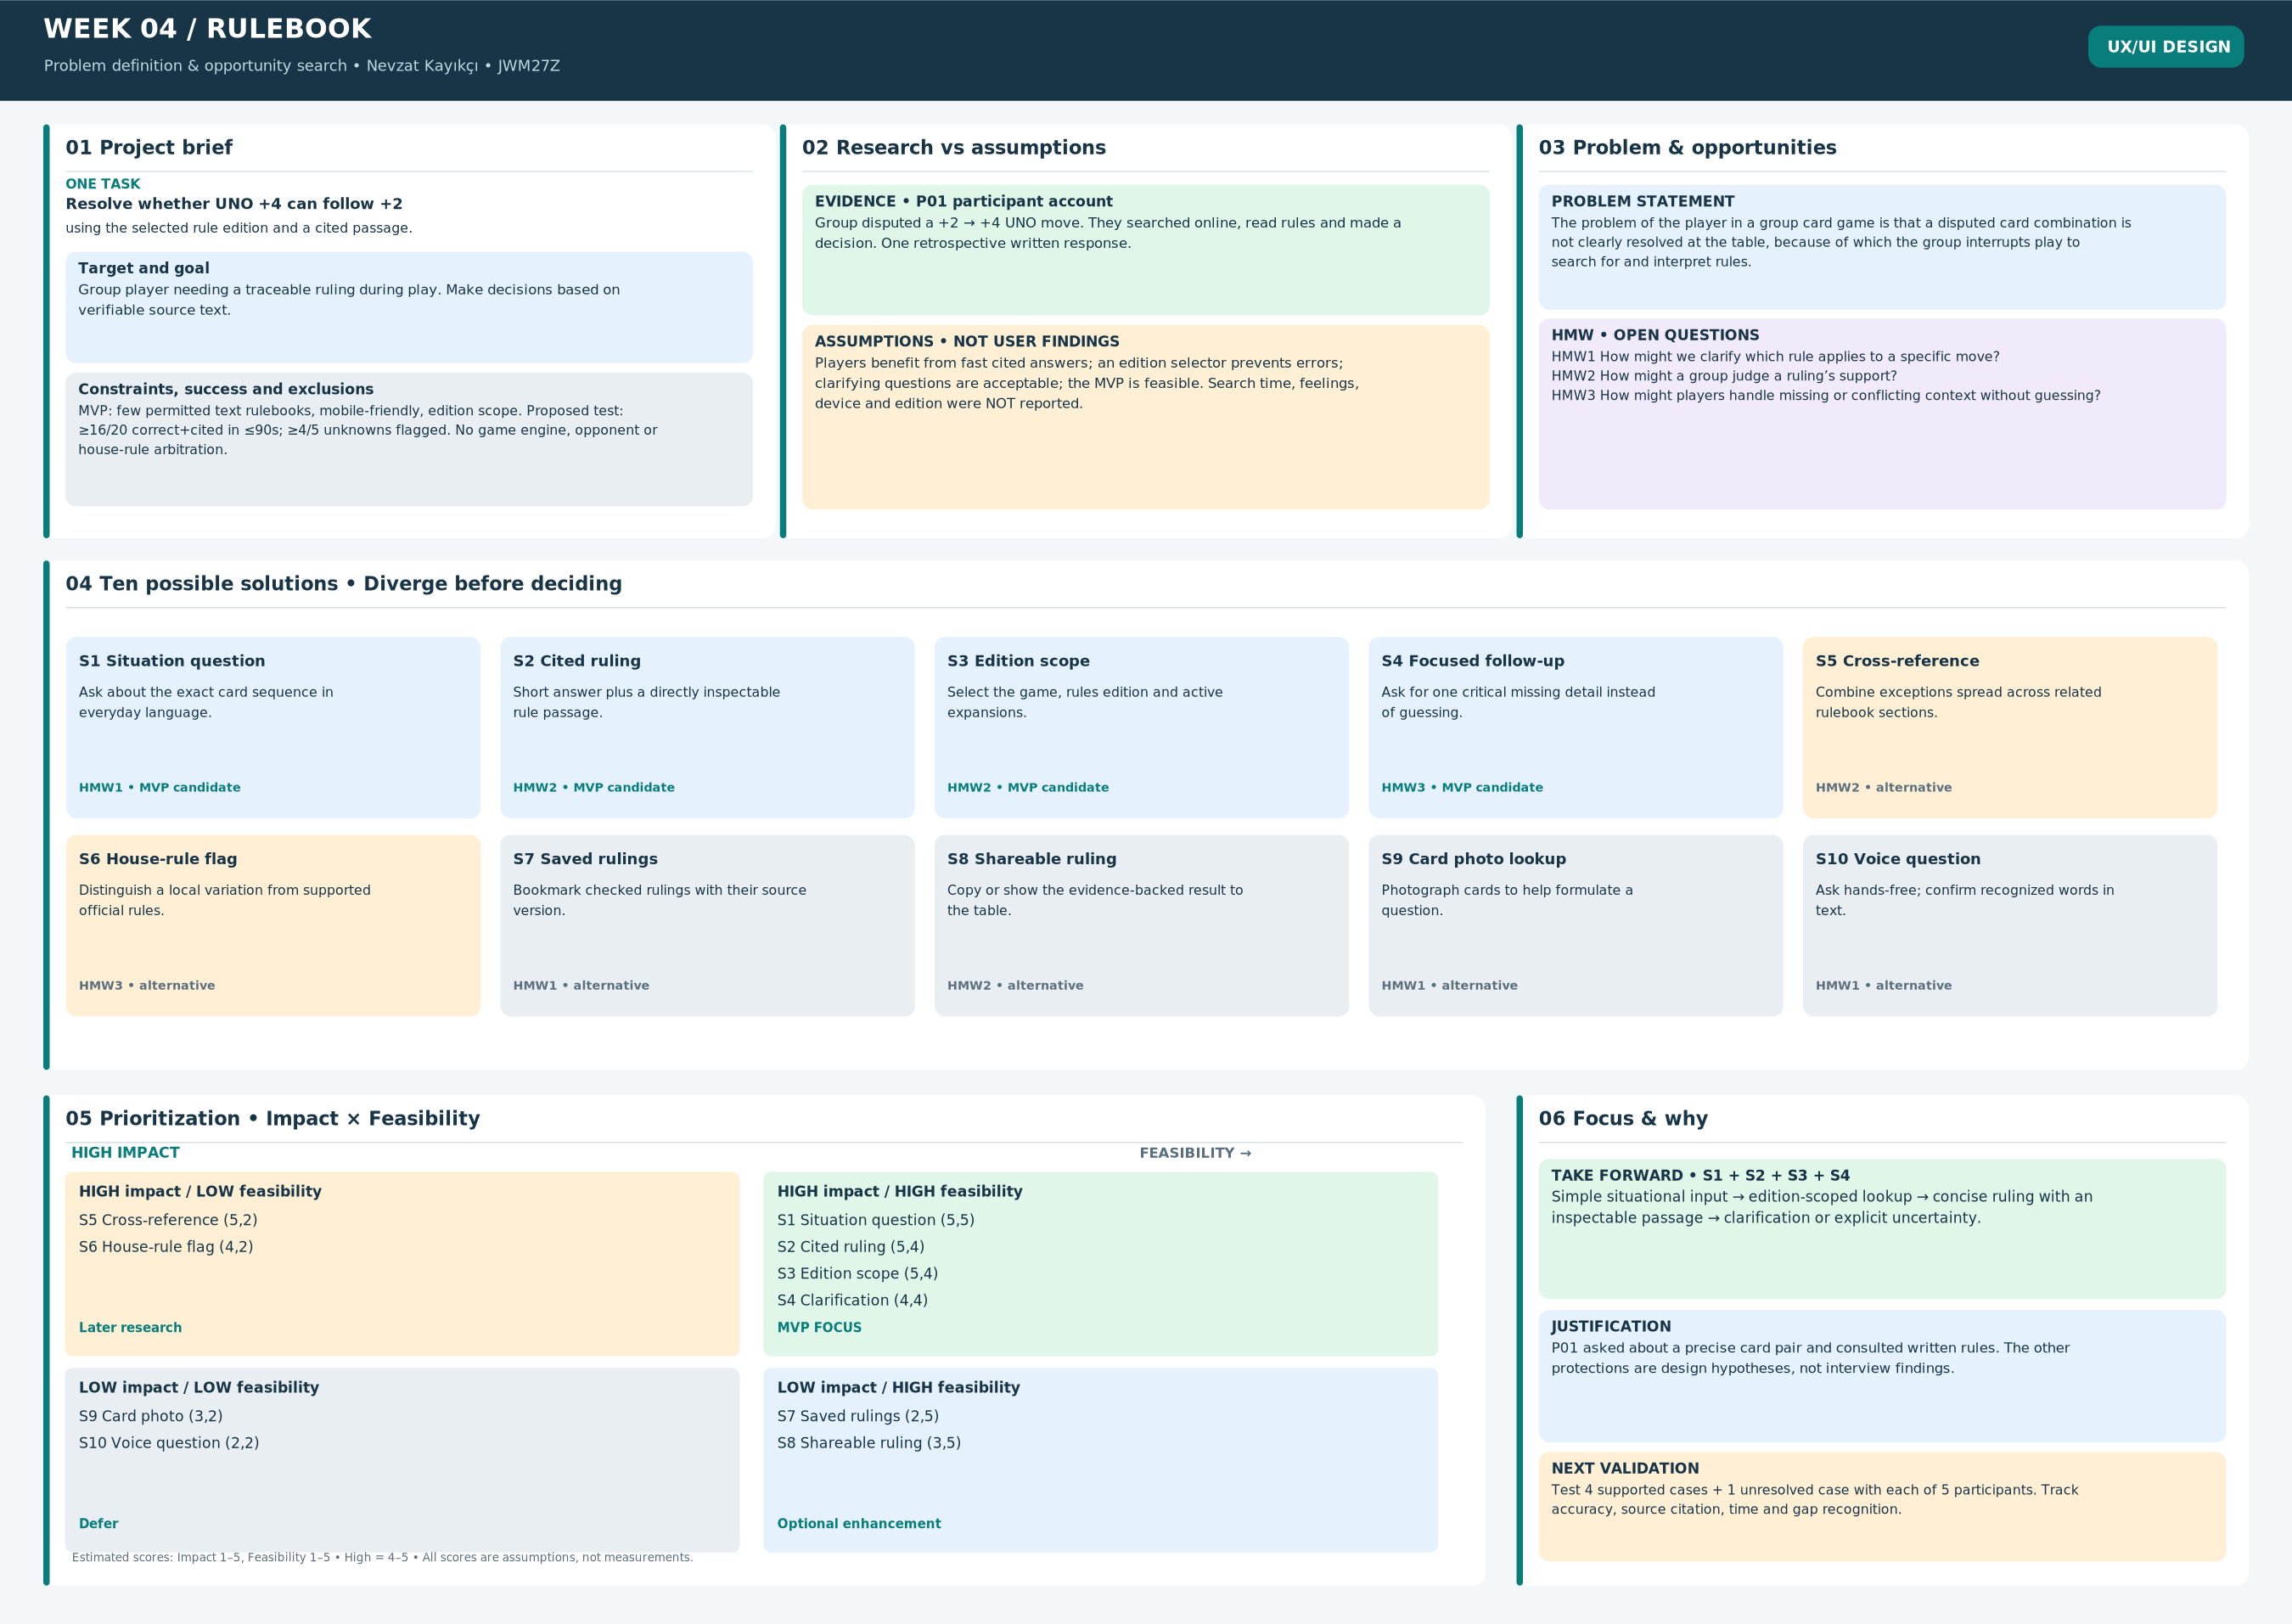 WEEK 04 / RULEBOOK
Problem definition & opportunity search • Nevzat Kayıkçı • JWM27Z
UX/UI DESIGN
01 Project brief
ONE TASK
Resolve whether UNO +4 can follow +2
using the selected rule edition and a cited passage.
Target and goal
Group player needing a traceable ruling during play. Make decisions based on
verifiable source text.
Constraints, success and exclusions
MVP: few permitted text rulebooks, mobile-friendly, edition scope. Proposed test:
≥16/20 correct+cited in ≤90s; ≥4/5 unknowns flagged. No game engine, opponent or
house-rule arbitration.
02 Research vs assumptions
EVIDENCE • P01 participant account
Group disputed a +2 → +4 UNO move. They searched online, read rules and made a
decision. One retrospective written response.
ASSUMPTIONS • NOT USER FINDINGS
Players benefit from fast cited answers; an edition selector prevents errors;
clarifying questions are acceptable; the MVP is feasible. Search time, feelings,
device and edition were NOT reported.
03 Problem & opportunities
PROBLEM STATEMENT
The problem of the player in a group card game is that a disputed card combination is
not clearly resolved at the table, because of which the group interrupts play to
search for and interpret rules.
HMW • OPEN QUESTIONS
HMW1 How might we clarify which rule applies to a specific move?
HMW2 How might a group judge a ruling’s support?
HMW3 How might players handle missing or conflicting context without guessing?
04 Ten possible solutions • Diverge before deciding
S1 Situation question
Ask about the exact card sequence in
everyday language.
HMW1 • MVP candidate
S2 Cited ruling
Short answer plus a directly inspectable
rule passage.
HMW2 • MVP candidate
S3 Edition scope
Select the game, rules edition and active
expansions.
HMW2 • MVP candidate
S4 Focused follow-up
Ask for one critical missing detail instead
of guessing.
HMW3 • MVP candidate
S5 Cross-reference
Combine exceptions spread across related
rulebook sections.
HMW2 • alternative
S6 House-rule flag
Distinguish a local variation from supported
official rules.
HMW3 • alternative
S7 Saved rulings
Bookmark checked rulings with their source
version.
HMW1 • alternative
S8 Shareable ruling
Copy or show the evidence-backed result to
the table.
HMW2 • alternative
S9 Card photo lookup
Photograph cards to help formulate a
question.
HMW1 • alternative
S10 Voice question
Ask hands-free; confirm recognized words in
text.
HMW1 • alternative
05 Prioritization • Impact × Feasibility
HIGH IMPACT
FEASIBILITY →
HIGH impact / LOW feasibility
S5 Cross-reference (5,2)
S6 House-rule flag (4,2)
Later research
HIGH impact / HIGH feasibility
S1 Situation question (5,5)
S2 Cited ruling (5,4)
S3 Edition scope (5,4)
S4 Clarification (4,4)
MVP FOCUS
LOW impact / LOW feasibility
S9 Card photo (3,2)
S10 Voice question (2,2)
Defer
LOW impact / HIGH feasibility
S7 Saved rulings (2,5)
S8 Shareable ruling (3,5)
Optional enhancement
Estimated scores: Impact 1–5, Feasibility 1–5 • High = 4–5 • All scores are assumptions, not measurements.
06 Focus & why
TAKE FORWARD • S1 + S2 + S3 + S4
Simple situational input → edition-scoped lookup → concise ruling with an
inspectable passage → clarification or explicit uncertainty.
JUSTIFICATION
P01 asked about a precise card pair and consulted written rules. The other
protections are design hypotheses, not interview findings.
NEXT VALIDATION
Test 4 supported cases + 1 unresolved case with each of 5 participants. Track
accuracy, source citation, time and gap recognition.